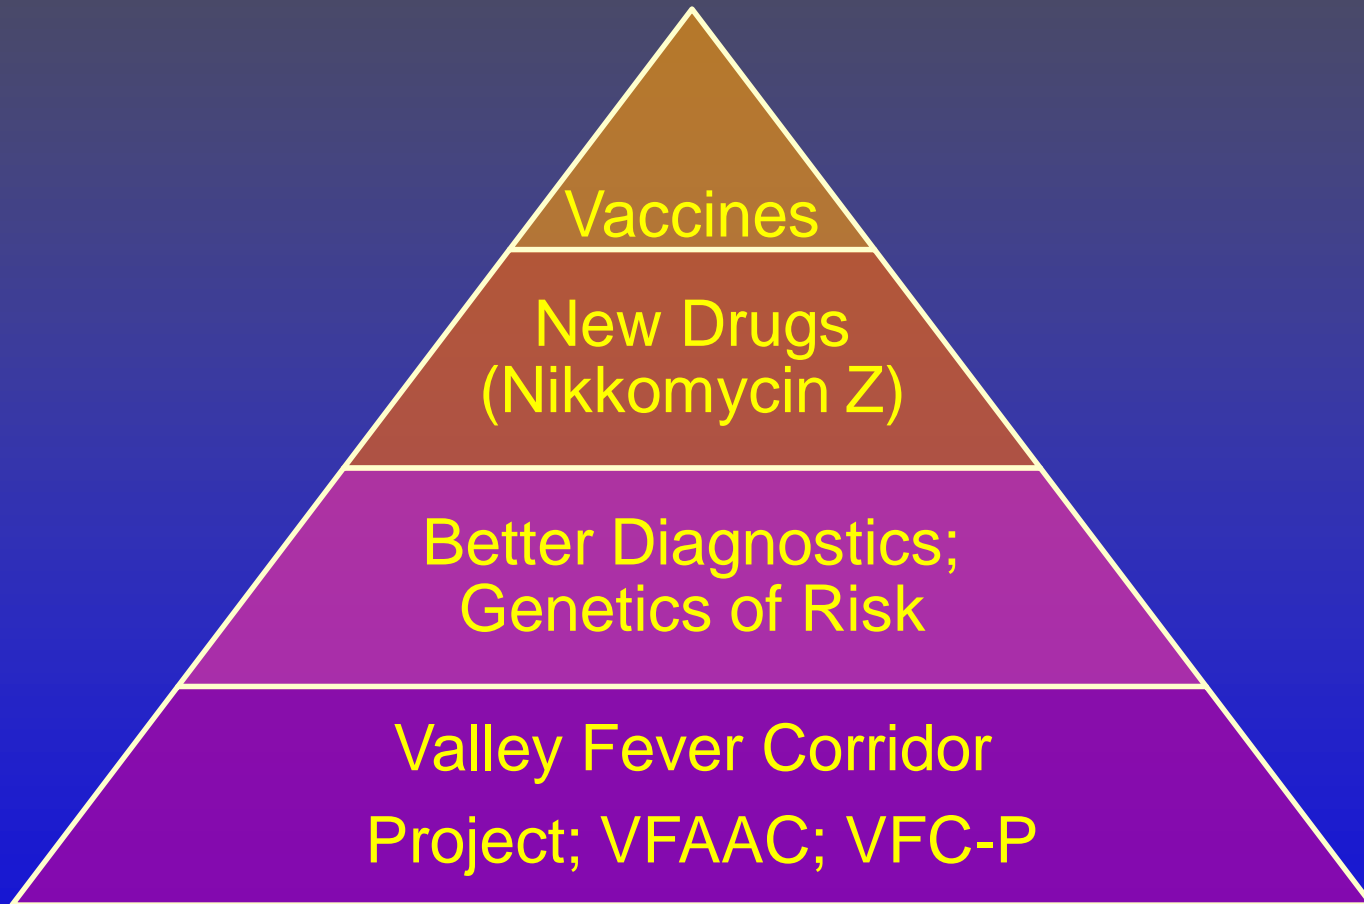 Vaccines
New Drugs
(Nikkomycin Z)
Better Diagnostics;
Genetics of Risk
Valley Fever Corridor
Project; VFAAC; VFC-P